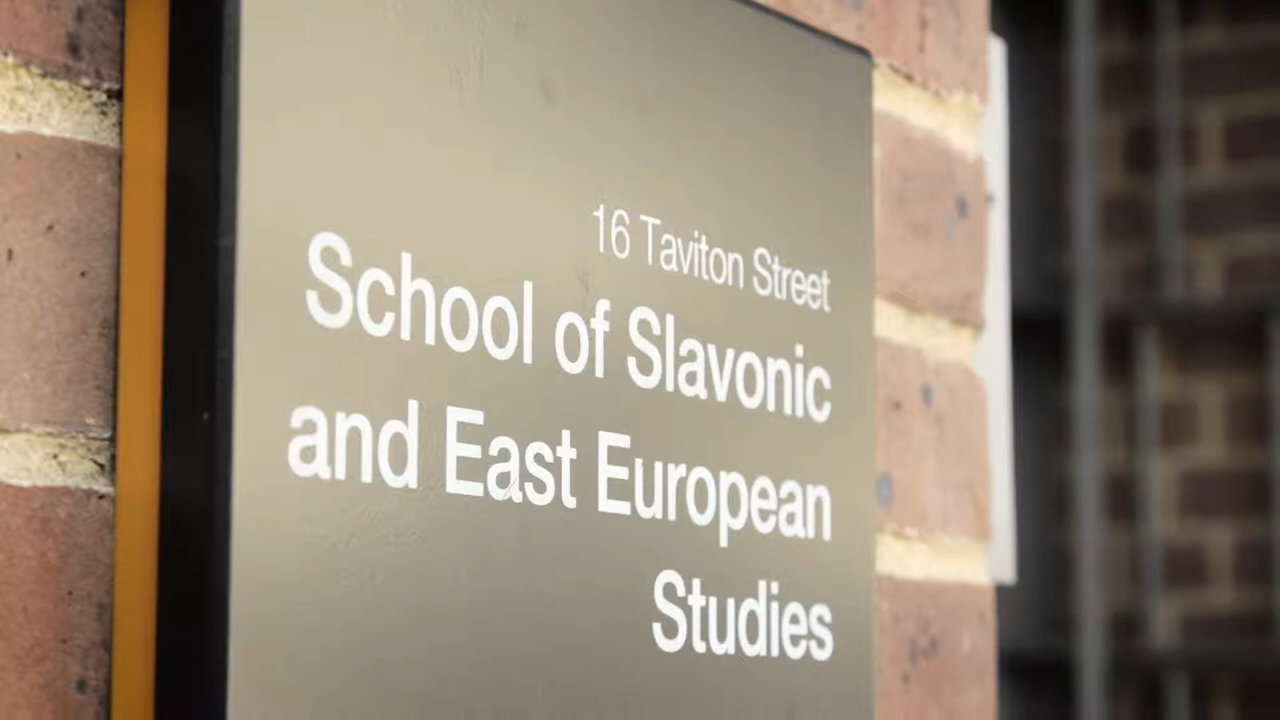 16 Taviton Street
School of Slavonic
and East European
Studies